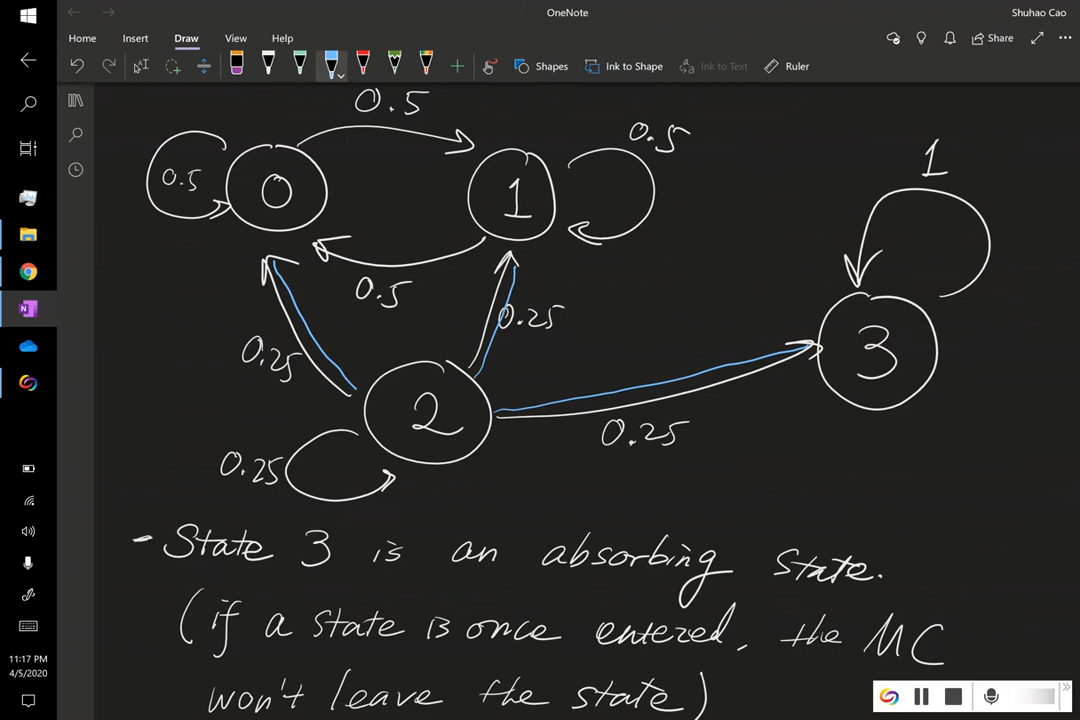 OneNote
Shuhao Cao
Home Insert Draw View Help
Share
Shapes Ink to Shape Ink to Text Ruler
0.5
0.5
0.5
0
1
1
0.5
0.25
0.25
3
2
0.25
0.25
- State 3 is an absorbing state.
(if a state is once entered, the MC
won't leave the state)
11:17 PM
4/5/2020